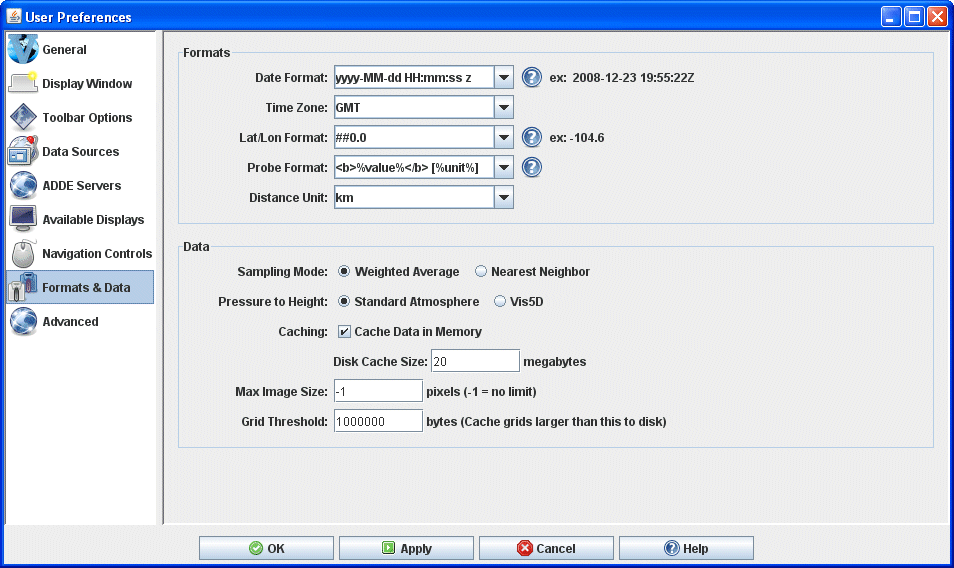 User Preferences
General
Display Window
Toolbar Options
Data Sources
ADDE Servers
Available Displays
Navigation Controls
Formats & Data
Advanced
Formats
Date Format: yyyy-MM-dd HH:mm:ss z ex: 2008-12-23 19:55:22Z
Time Zone: GMT
Lat/Lon Format: ##0.0 ex: -104.6
Probe Format: <b>%value%</b> [%unit%]
Distance Unit: km
Data
Sampling Mode: Weighted Average Nearest Neighbor
Pressure to Height: Standard Atmosphere Vis5D
Caching: Cache Data in Memory
Disk Cache Size: 20 megabytes
Max Image Size: -1 pixels (-1 = no limit)
Grid Threshold: 1000000 bytes (Cache grids larger than this to disk)
OK Apply Cancel Help